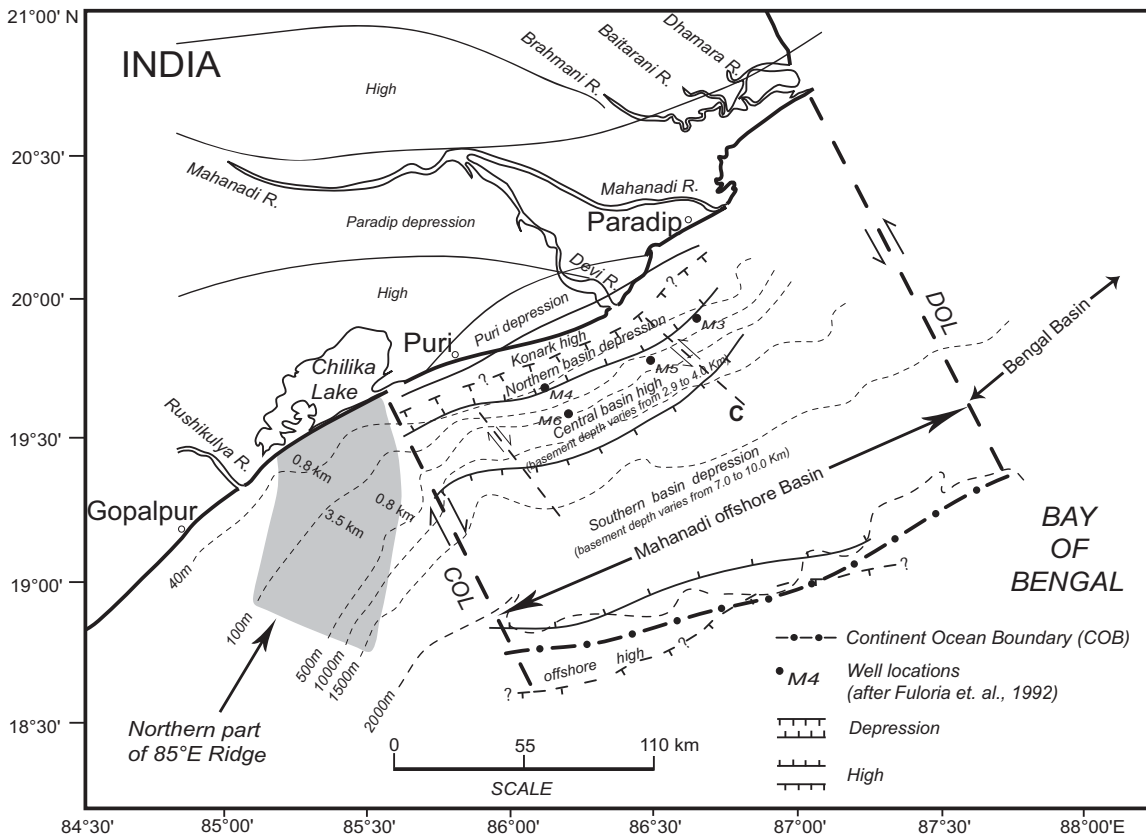 21°00' N
20°30'
20°00'
19°30'
19°00'
18°30'
84°30'
85°00'
85°30'
86°00'
86°30'
87°00'
87°30'
88°00'E
INDIA
High
Brahmani R.
Baitarani R.
Dhamara R.
Mahanadi R.
Mahanadi R.
Paradip
Paradip depression
Devi R.
High
Puri
Puri depression
Konark high
Northern basin depression
?
?
M3
M5
M4
M6
Central basin high
(basement depth varies from 2.9 to 4.0 Km)
C
DOL
Bengal Basin
Chilika
Lake
Rushikulya R.
Gopalpur
0.8 km
3.5 km
0.8 km
COL
Southern basin depression
(basement depth varies from 7.0 to 10.0 Km)
Mahanadi offshore Basin
BAY
OF
BENGAL
40m
100m
500m
1000m
1500m
2000m
?
offshore high
?
?
Northern part
of 85°E Ridge
0 55 110 km
SCALE
Continent Ocean Boundary (COB)
M4 Well locations
(after Fuloria et. al., 1992)
Depression
High